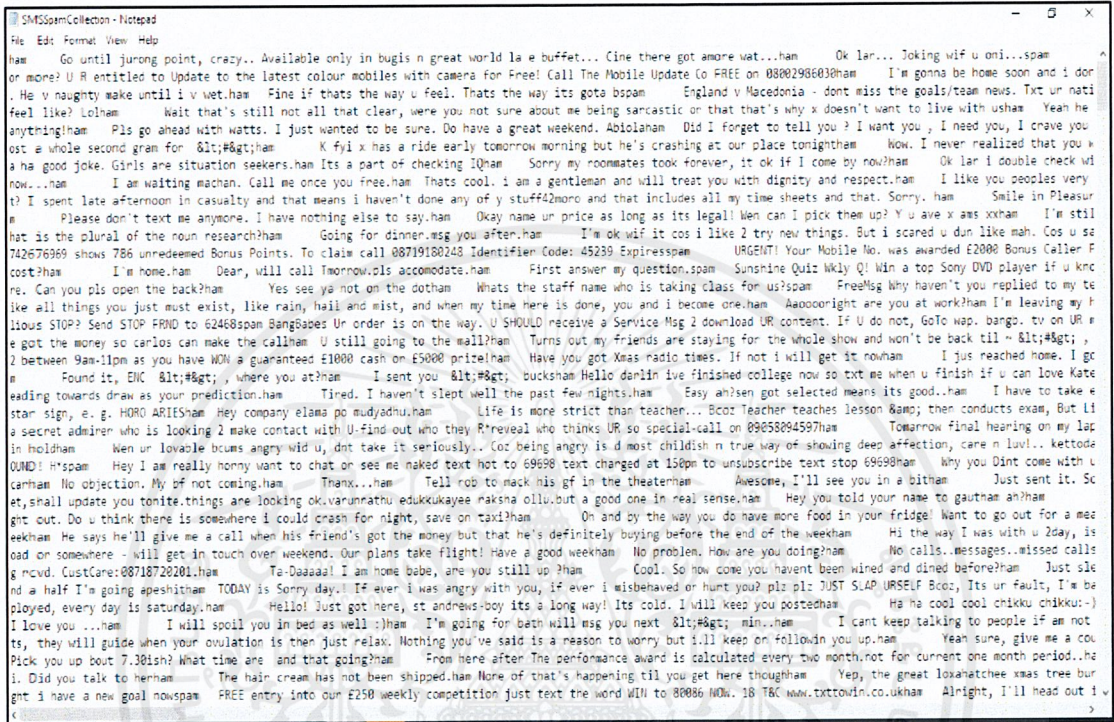 SMSSpamCollection - Notepad
File Edit Format View Help
ham Go until jurong point, crazy.. Available only in bugis n great world la e buffet... Cine there got amore wat...ham Ok lar... Joking wif u oni...spam
or more? U R entitled to Update to the latest colour mobiles with camera for Free! Call The Mobile Update Co FREE on 08002986030ham I'm gonna be home soon and i dor
. He v naughty make until i v wet.ham Fine if thats the way u feel. Thats the way its gota bspam England v Macedonia - dont miss the goals/team news. Txt ur nati
feel like? Lolham Wait that's still not all that clear, were you not sure about me being sarcastic or that that's why x doesn't want to live with usham Yeah he
anything!ham Pls go ahead with watts. I just wanted to be sure. Do have a great weekend. Abiolaham Did I forget to tell you ? I want you , I need you, I crave you
ost a whole second gram for &lt;#&gt;ham K fyi x has a ride early tomorrow morning but he's crashing at our place tonightham Wow. I never realized that you w
a ha good joke. Girls are situation seekers.ham Its a part of checking IQham Sorry my roommates took forever, it ok if I come by now?ham Ok lar i double check wi
now...ham I am waiting machan. Call me once you free.ham Thats cool. i am a gentleman and will treat you with dignity and respect.ham I like you peoples very
t? I spent late afternoon in casualty and that means i haven't done any of y stuff42moro and that includes all my time sheets and that. Sorry. ham Smile in Pleasur
m Please don't text me anymore. I have nothing else to say.ham Okay name ur price as long as its legal! Wen can I pick them up? Y u ave x ams xxham I'm stil
hat is the plural of the noun research?ham Going for dinner.msg you after.ham I'm ok wif it cos i like 2 try new things. But i scared u dun like mah. Cos u sa
742676969 shows 786 unredeemed Bonus Points. To claim call 08719180248 Identifier Code: 45239 Expiresspam URGENT! Your Mobile No. was awarded £2000 Bonus Caller F
cost?ham I'm home.ham Dear, will call Tmorrow.pls accomodate.ham First answer my question.spam Sunshine Quiz Wkly Q! Win a top Sony DVD player if u kno
re. Can you pls open the back?ham Yes see ya not on the dotham Whats the staff name who is taking class for us?spam FreeMsg Why haven't you replied to my te
ike all things you just must exist, like rain, hail and mist, and when my time here is done, you and i become one.ham Aaooooright are you at work?ham I'm leaving my h
lious STOP? Send STOP FRND to 62468spam BangBabes Ur order is on the way. U SHOULD receive a Service Msg 2 download UR content. If U do not, GoTo wap. bangb. tv on UR m
e got the money so carlos can make the callham U still going to the mall?ham Turns out my friends are staying for the whole show and won't be back til ~ &lt;#&gt; ,
2 between 9am-11pm as you have WON a guaranteed £1000 cash or £5000 prize!ham Have you got Xmas radio times. If not i will get it nowham I jus reached home. I go
m Found it, ENC &lt;#&gt; , where you at?ham I sent you &lt;#&gt; bucksham Hello darlin ive finished college now so txt me when u finish if u can love Kate
eading towards draw as your prediction.ham Tired. I haven't slept well the past few nights.ham Easy ah?sen got selected means its good..ham I have to take e
star sign, e. g. HORO ARIESham Hey company elama po mudyadhu.ham Life is more strict than teacher... Bcoz Teacher teaches lesson &amp; then conducts exam, But Li
a secret admirer who is looking 2 make contact with U-find out who they R*reveal who thinks UR so special-call on 09058094597ham Tomarrow final hearing on my lap
in holdham Wen ur lovable bcums angry wid u, dnt take it seriously.. Coz being angry is d most childish n true way of showing deep affection, care n luv!.. kettoda
OUND! H*spam Hey I am really horny want to chat or see me naked text hot to 69698 text charged at 150pm to unsubscribe text stop 69698ham Why you Dint come with u
carham No objection. My bf not coming.ham Thanx...ham Tell rob to mack his gf in the theaterham Awesome, I'll see you in a bitham Just sent it. So
et,shall update you tonite.things are looking ok.varunnathu edukkukayee raksha ollu.but a good one in real sense.ham Hey you told your name to gautham ah?ham
ght out. Do u think there is somewhere i could crash for night, save on taxi?ham Oh and by the way you do have more food in your fridge! Want to go out for a mea
eekham He says he'll give me a call when his friend's got the money but that he's definitely buying before the end of the weekham Hi the way I was with u 2day, is
oad or somewhere - will get in touch over weekend. Our plans take flight! Have a good weekham No problem. How are you doing?ham No calls..messages..missed calls
g rcvd. CustCare:08718720201.ham Ta-Daaaaa! I am home babe, are you still up ?ham Cool. So how come you havent been wined and dined before?ham Just sle
nd a half I'm going apeshitham TODAY is Sorry day.! If ever i was angry with you, if ever i misbehaved or hurt you? plz plz JUST SLAP URSELF Bcoz, Its ur fault, I'm ba
ployed, every day is saturday.ham Hello! Just got here, st andrews-boy its a long way! Its cold. I will keep you postedham Ha ha cool cool chikku chikku:-)
I love you ...ham I will spoil you in bed as well :)ham I'm going for bath will msg you next &lt;#&gt; min..ham I cant keep talking to people if am not
ts, they will guide when your ovulation is then just relax. Nothing you've said is a reason to worry but i.ll keep on followin you up.ham Yeah sure, give me a cou
Pick you up bout 7.30ish? What time are and that going?ham From here after The performance award is calculated every two month.not for current one month period..ha
i. Did you talk to herham The hair cream has not been shipped.ham None of that's happening til you get here thoughham Yep, the great loxahatchee xmas tree bur
gnt i have a new goal nowspam FREE entry into our £250 weekly competition just text the word WIN to 80086 NOW. 18 T&C www.txttowin.co.ukham Alright, I'll head out i